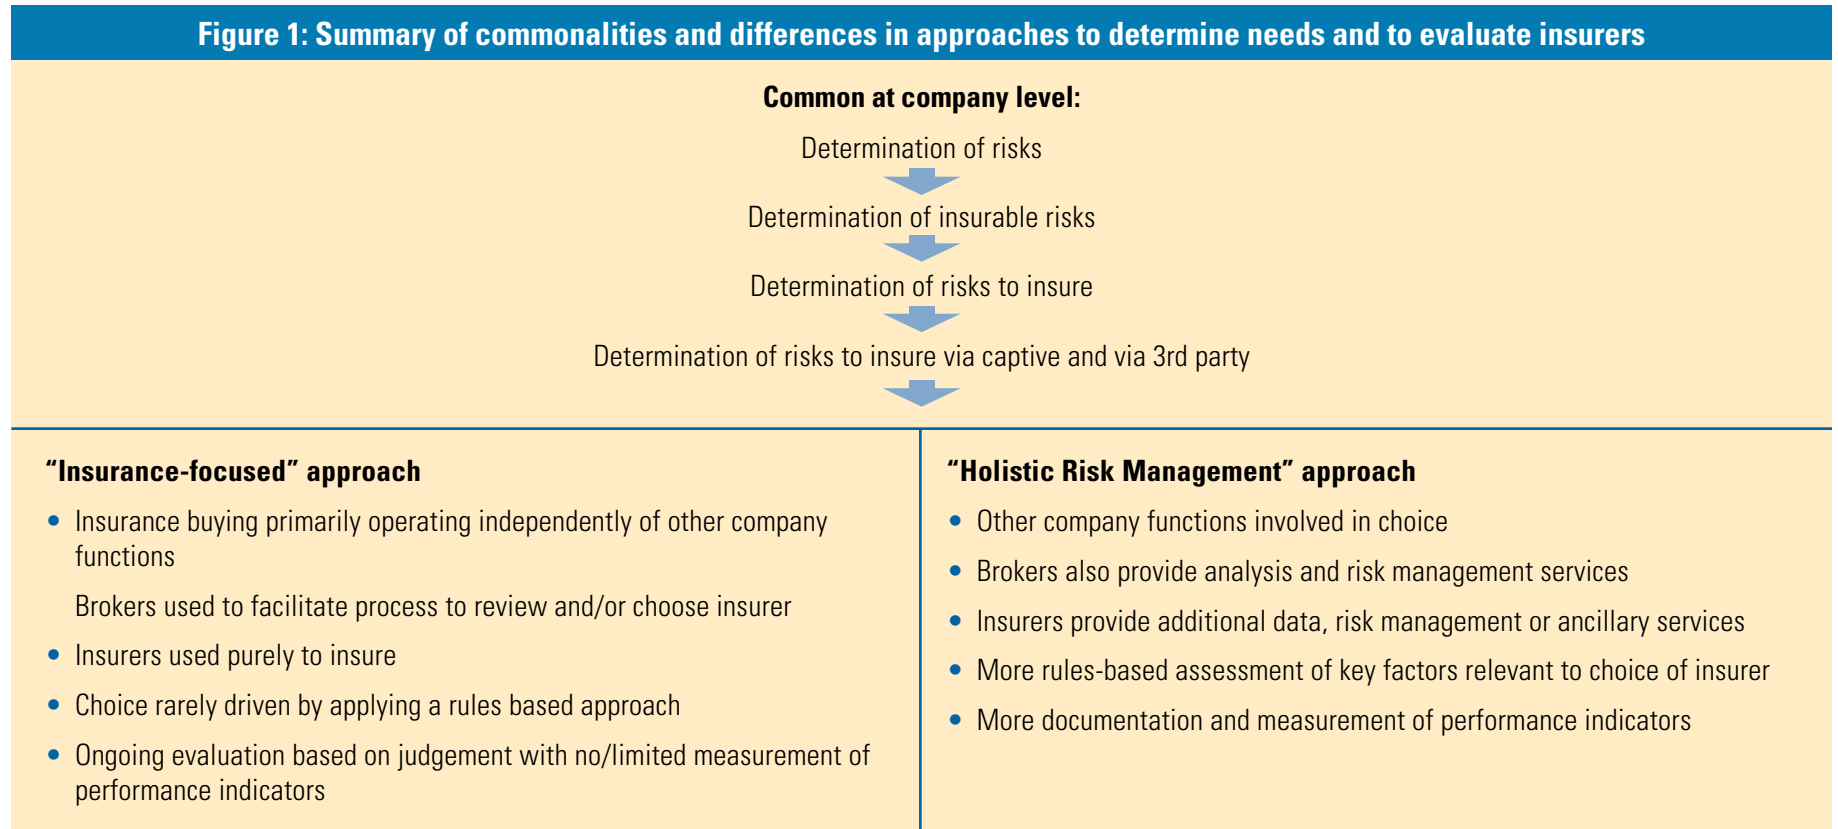 Figure 1: Summary of commonalities and differences in approaches to determine needs and to evaluate insurers
Common at company level:
Determination of risks
Determination of insurable risks
Determination of risks to insure
Determination of risks to insure via captive and via 3rd party
“Insurance-focused” approach
• Insurance buying primarily operating independently of other company
functions
Brokers used to facilitate process to review and/or choose insurer
• Insurers used purely to insure
• Choice rarely driven by applying a rules based approach
• Ongoing evaluation based on judgement with no/limited measurement of
performance indicators
“Holistic Risk Management” approach
• Other company functions involved in choice
• Brokers also provide analysis and risk management services
• Insurers provide additional data, risk management or ancillary services
• More rules-based assessment of key factors relevant to choice of insurer
• More documentation and measurement of performance indicators